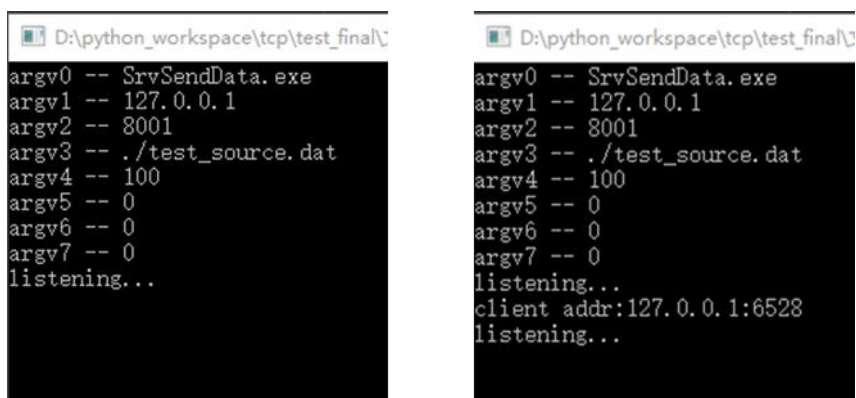 D:\python_workspace\tcp\test_final\
argv0 -- SrvSendData.exe
argv1 -- 127.0.0.1
argv2 -- 8001
argv3 -- ./test_source.dat
argv4 -- 100
argv5 -- 0
argv6 -- 0
argv7 -- 0
listening...
D:\python_workspace\tcp\test_final\
argv0 -- SrvSendData.exe
argv1 -- 127.0.0.1
argv2 -- 8001
argv3 -- ./test_source.dat
argv4 -- 100
argv5 -- 0
argv6 -- 0
argv7 -- 0
listening...
client addr:127.0.0.1:6528
listening...